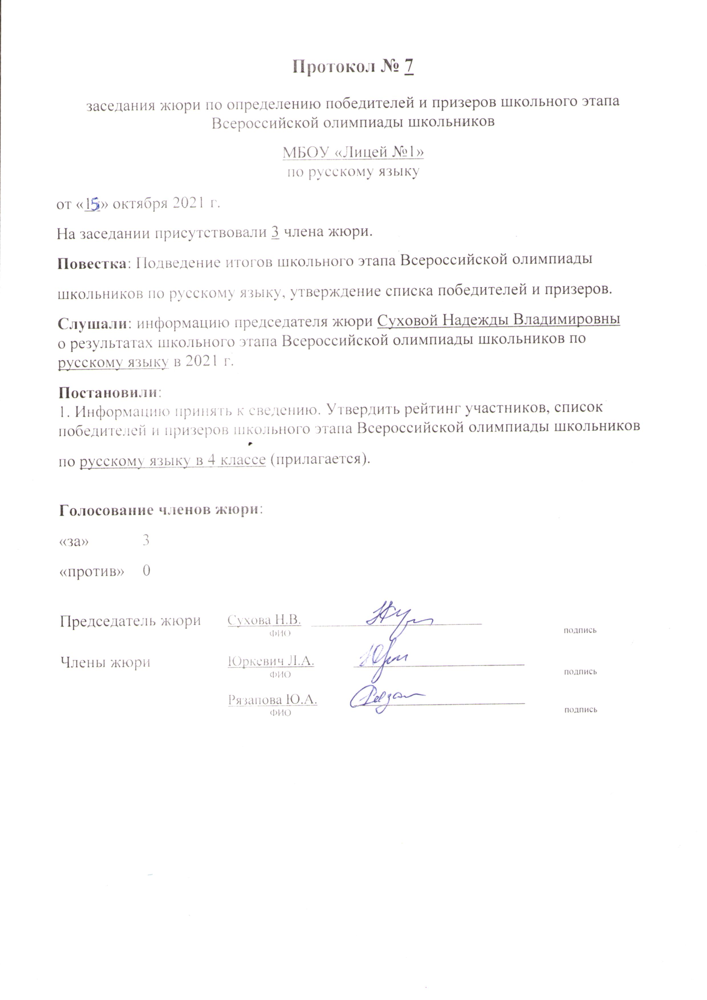 Протокол № 7
заседания жюри по определению победителей и призеров школьного этапа
Всероссийской олимпиады школьников
МБОУ «Лицей №1»
по русскому языку
от «15» октября 2021 г.
На заседании присутствовали 3 члена жюри.
Повестка: Подведение итогов школьного этапа Всероссийской олимпиады
школьников по русскому языку, утверждение списка победителей и призеров.
Слушали: информацию председателя жюри Суховой Надежды Владимировны
о результатах школьного этапа Всероссийской олимпиады школьников по
русскому языку в 2021 г.
Постановили:
1. Информацию принять к сведению. Утвердить рейтинг участников, список
победителей и призеров школьного этапа Всероссийской олимпиады школьников
по русскому языку в 4 классе (прилагается).
Голосование членов жюри:
«за» 3
«против» 0
Председатель жюри Сухова Н.В.
ФИО подпись
Члены жюри Юркевич Л.А.
ФИО подпись
Рязапова Ю.А.
ФИО подпись